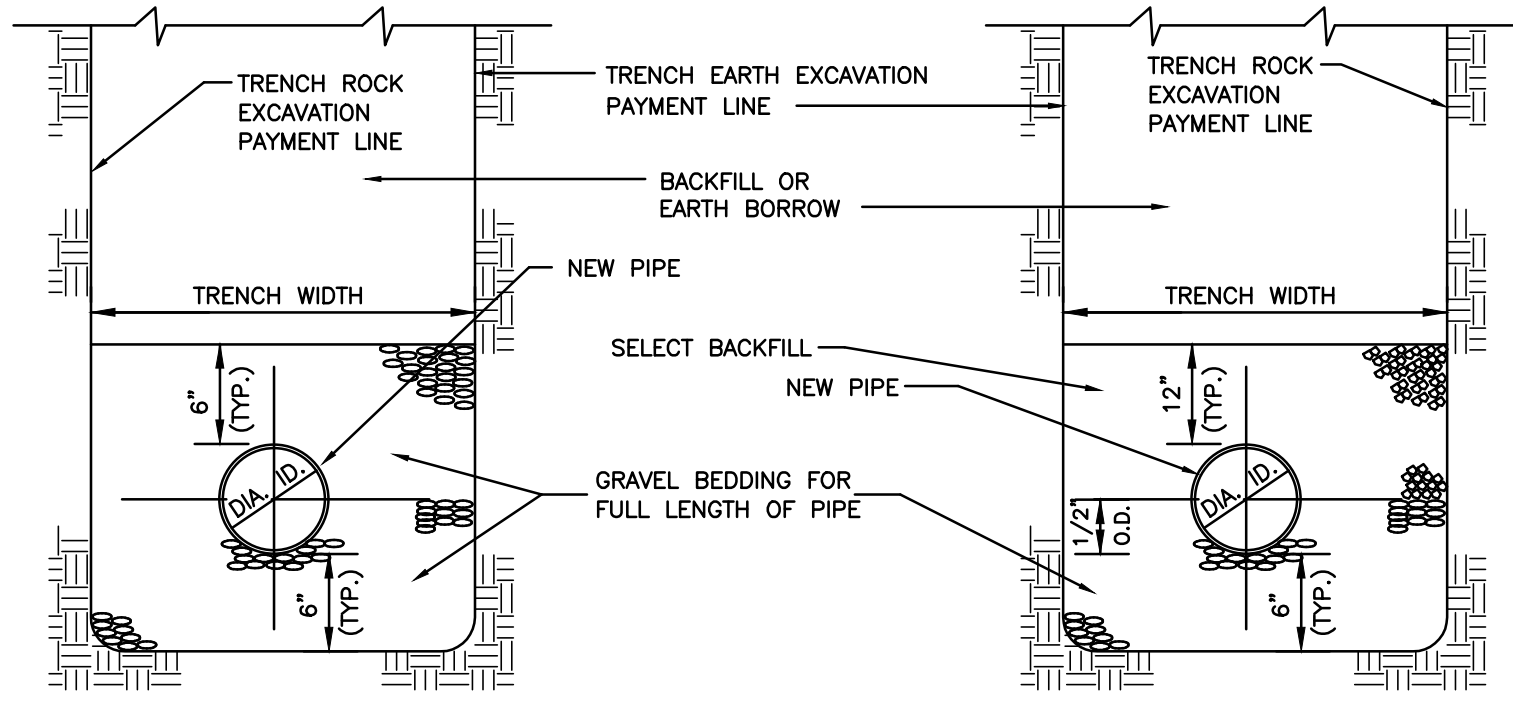 TRENCH ROCK
EXCAVATION
PAYMENT LINE
TRENCH EARTH EXCAVATION
PAYMENT LINE
TRENCH ROCK
EXCAVATION
PAYMENT LINE
BACKFILL OR
EARTH BORROW
NEW PIPE
TRENCH WIDTH
TRENCH WIDTH
SELECT BACKFILL
NEW PIPE
6"
(TYP.)
12"
(TYP.)
DIA. ID.
DIA. ID.
GRAVEL BEDDING FOR
FULL LENGTH OF PIPE
1/2"
O.D.
6"
(TYP.)
6"
(TYP.)